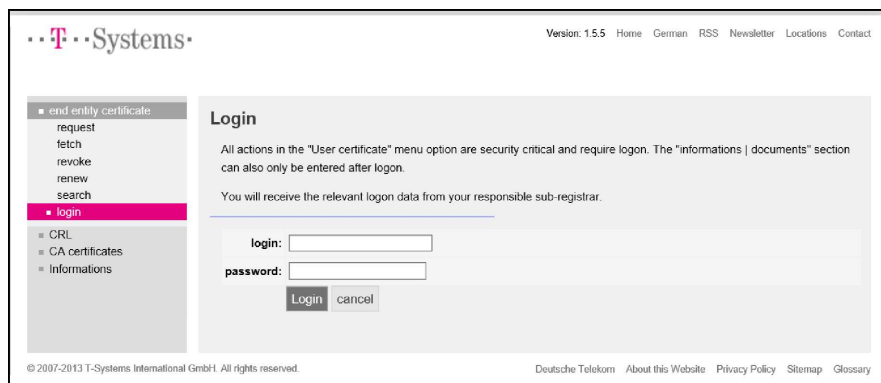 ··T··Systems·
Version: 1.5.5 Home German RSS Newsletter Locations Contact
end entity certificate
request
fetch
revoke
renew
search
login
CRL
CA certificates
Informations
Login
All actions in the "User certificate" menu option are security critical and require logon. The "informations | documents" section
can also only be entered after logon.
You will receive the relevant logon data from your responsible sub-registrar.
login:
password:
Login cancel
© 2007-2013 T-Systems International GmbH. All rights reserved.
Deutsche Telekom About this Website Privacy Policy Sitemap Glossary